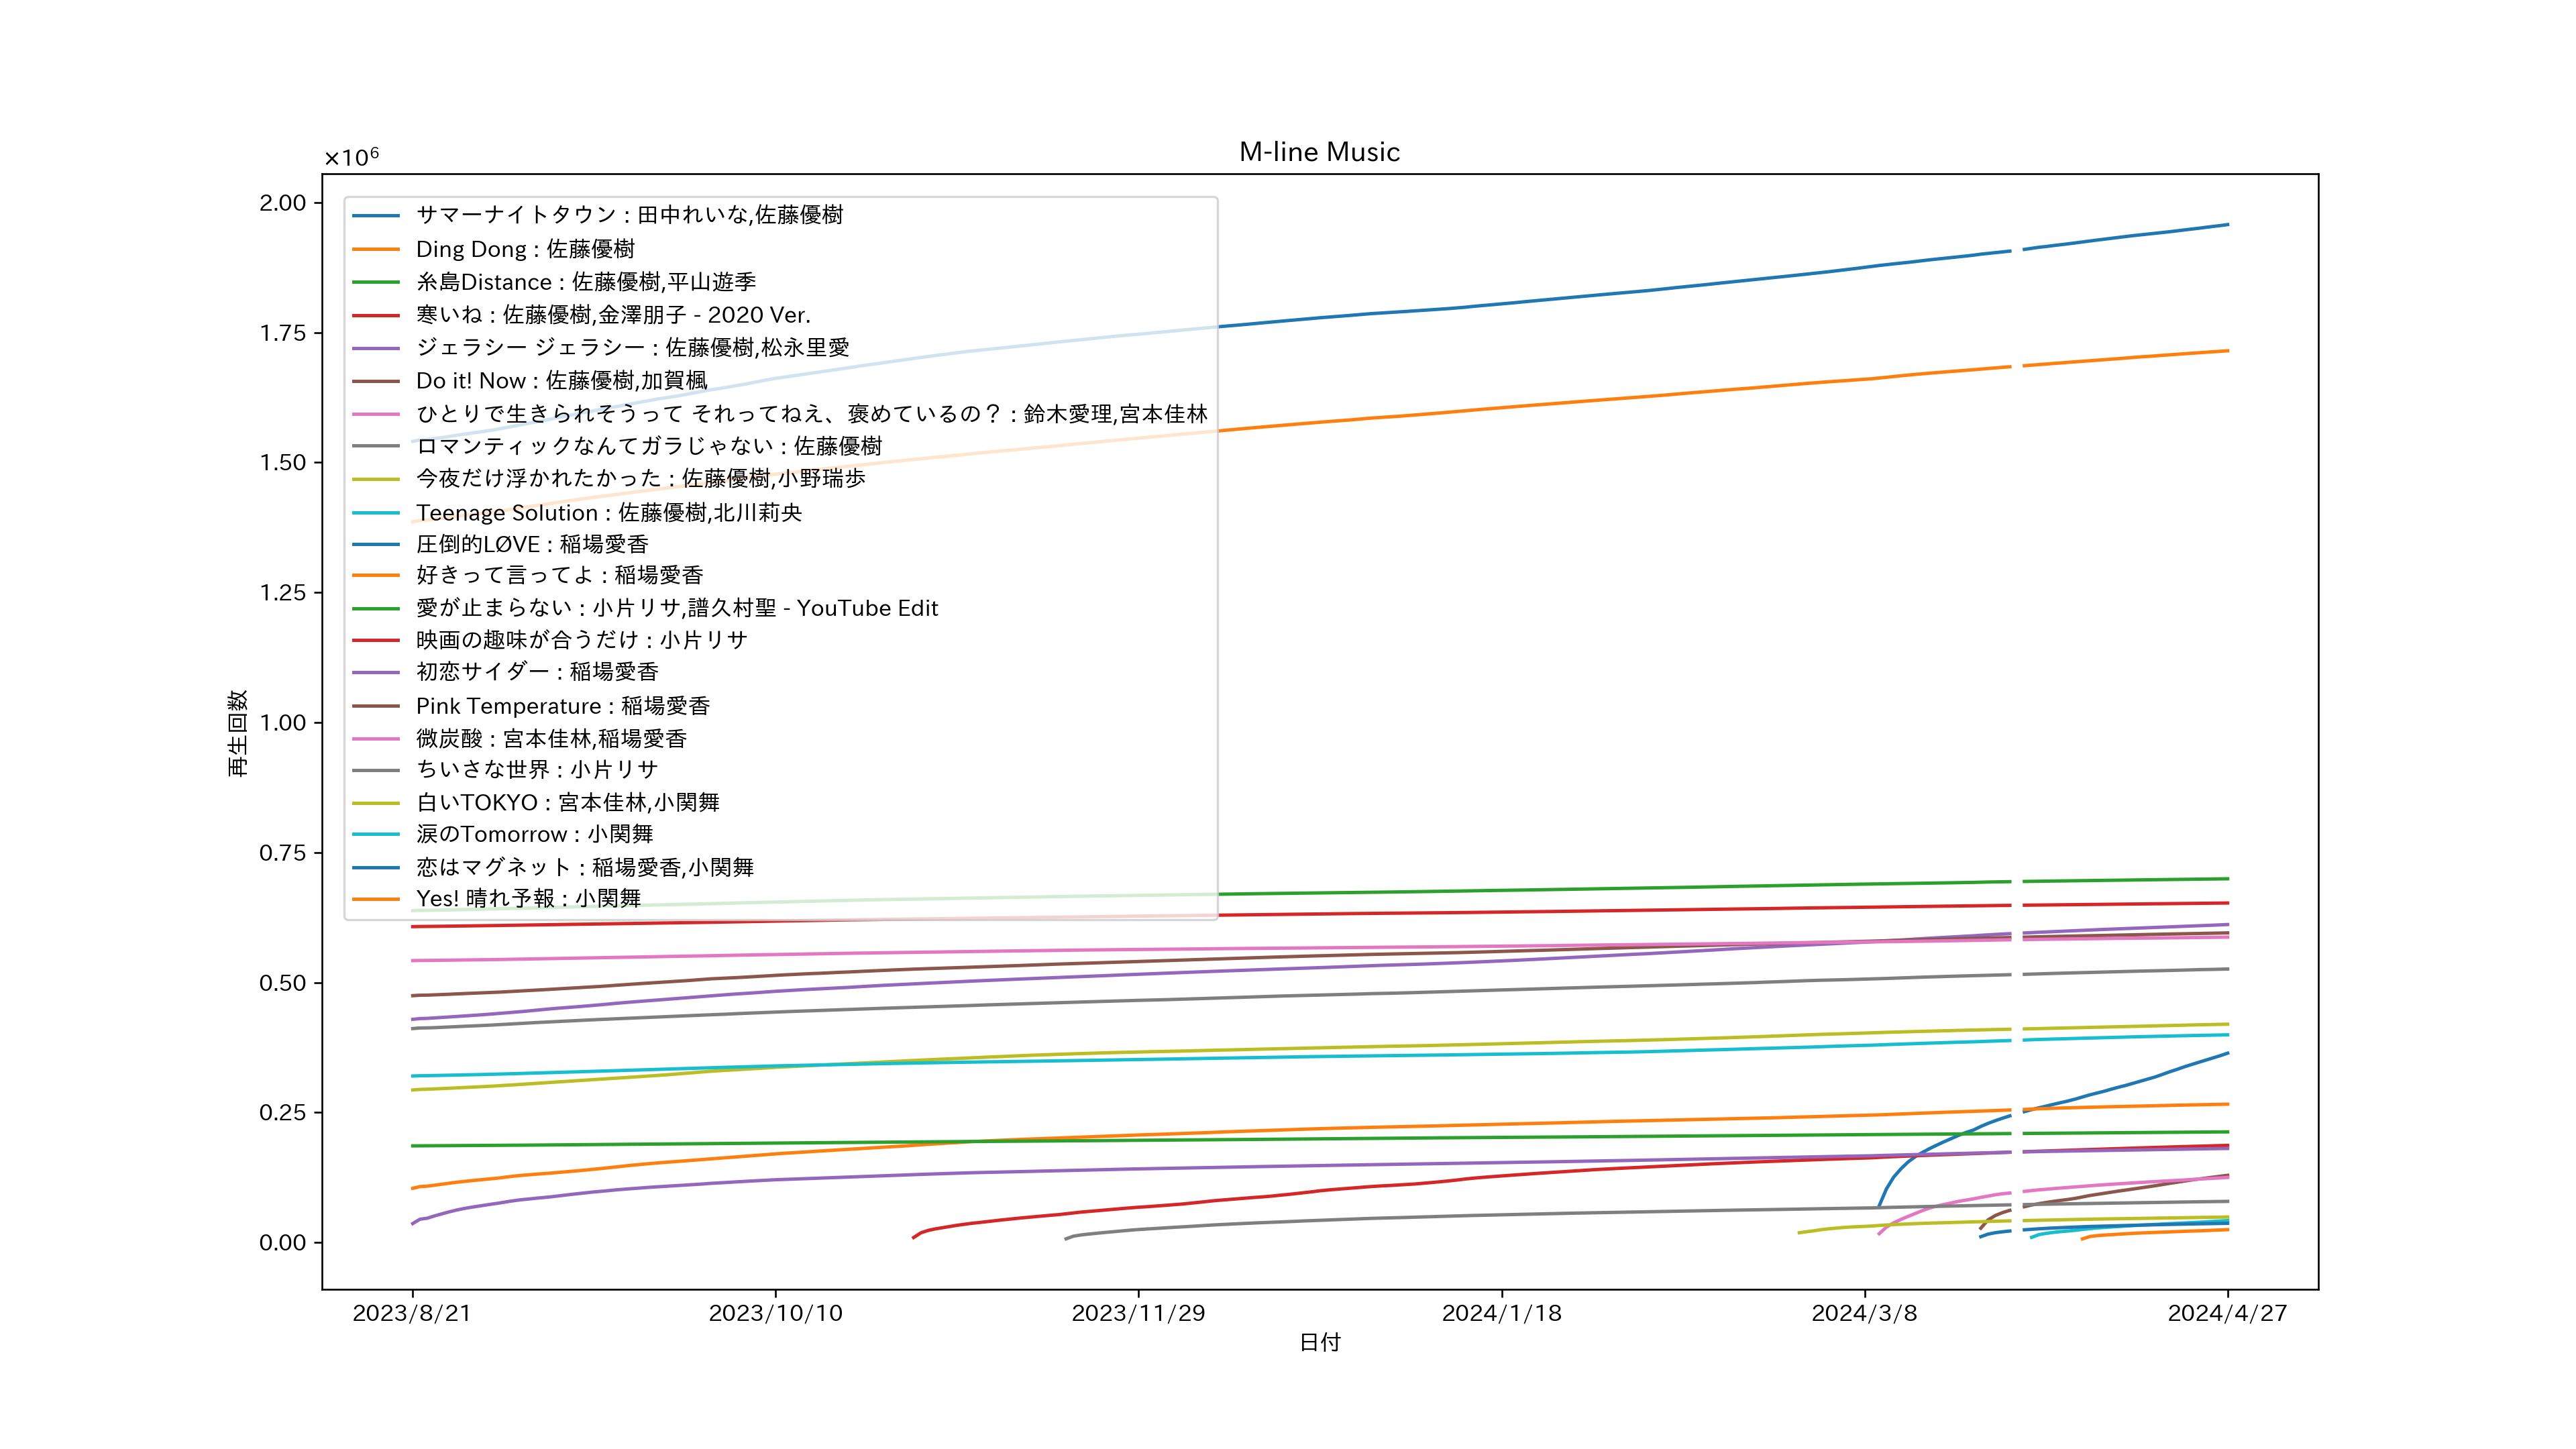 M-line Music
×10⁶
2.00
1.75
1.50
1.25
1.00
0.75
0.50
0.25
0.00
再生回数
サマーナイトタウン : 田中れいな,佐藤優樹
Ding Dong : 佐藤優樹
糸島Distance : 佐藤優樹,平山遊季
寒いね : 佐藤優樹,金澤朋子 - 2020 Ver.
ジェラシー ジェラシー : 佐藤優樹,松永里愛
Do it! Now : 佐藤優樹,加賀楓
ひとりで生きられそうって それってねえ、褒めているの？ : 鈴木愛理,宮本佳林
ロマンティックなんてガラじゃない : 佐藤優樹
今夜だけ浮かれたかった : 佐藤優樹,小野瑞歩
Teenage Solution : 佐藤優樹,北川莉央
圧倒的LØVE : 稲場愛香
好きって言ってよ : 稲場愛香
愛が止まらない : 小片リサ,譜久村聖 - YouTube Edit
映画の趣味が合うだけ : 小片リサ
初恋サイダー : 稲場愛香
Pink Temperature : 稲場愛香
微炭酸 : 宮本佳林,稲場愛香
ちいさな世界 : 小片リサ
白いTOKYO : 宮本佳林,小関舞
涙のTomorrow : 小関舞
恋はマグネット : 稲場愛香,小関舞
Yes! 晴れ予報 : 小関舞
2023/8/21
2023/10/10
2023/11/29
2024/1/18
2024/3/8
2024/4/27
日付